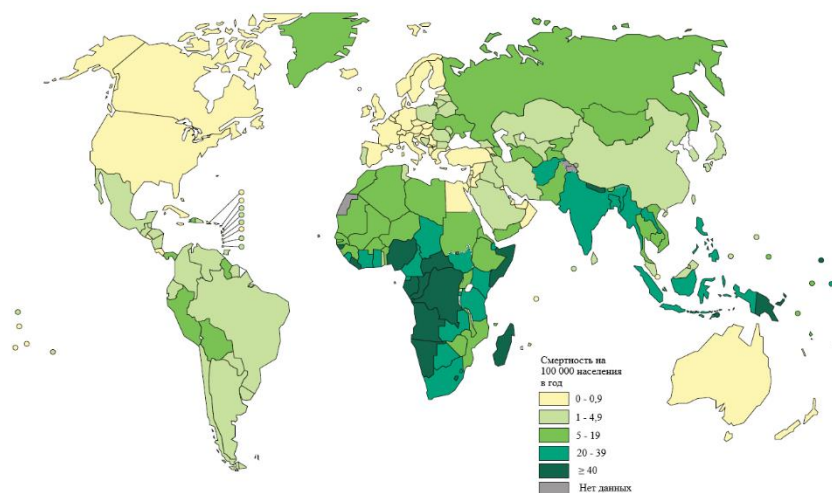 Смертность на
100 000 населения
в год
0 - 0,9
1 - 4,9
5 - 19
20 - 39
≥ 40
Нет данных